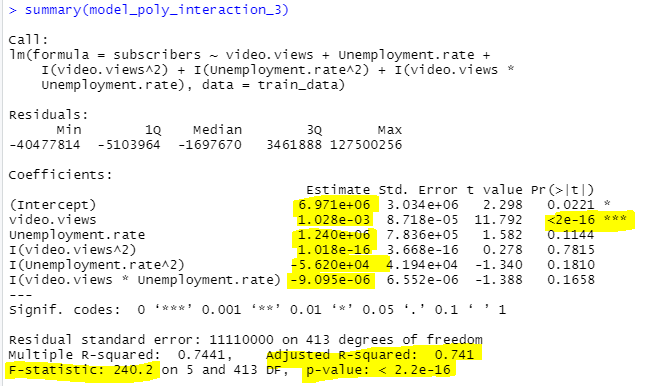 > summary(model_poly_interaction_3)
Call:
lm(formula = subscribers ~ video.views + Unemployment.rate +
    I(video.views^2) + I(Unemployment.rate^2) + I(video.views *
    Unemployment.rate), data = train_data)
Residuals:
      Min        1Q    Median        3Q       Max
-40477814  -5103964  -1697670   3461888 127500256
Coefficients:
                                   Estimate Std. Error t value Pr(>|t|)
(Intercept)                       6.971e+06  3.034e+06   2.298   0.0221 *
video.views                       1.028e-03  8.718e-05  11.792   <2e-16 ***
Unemployment.rate                 1.240e+06  7.836e+05   1.582   0.1144
I(video.views^2)                  1.018e-16  3.668e-16   0.278   0.7815
I(Unemployment.rate^2)           -5.620e+04  4.194e+04  -1.340   0.1810
I(video.views * Unemployment.rate) -9.095e-06  6.552e-06  -1.388   0.1658
---
Signif. codes:  0 ‘***’ 0.001 ‘**’ 0.01 ‘*’ 0.05 ‘.’ 0.1 ‘ ’ 1
Residual standard error: 11110000 on 413 degrees of freedom
Multiple R-squared:  0.7441,	Adjusted R-squared:  0.741
F-statistic: 240.2 on 5 and 413 DF,  p-value: < 2.2e-16